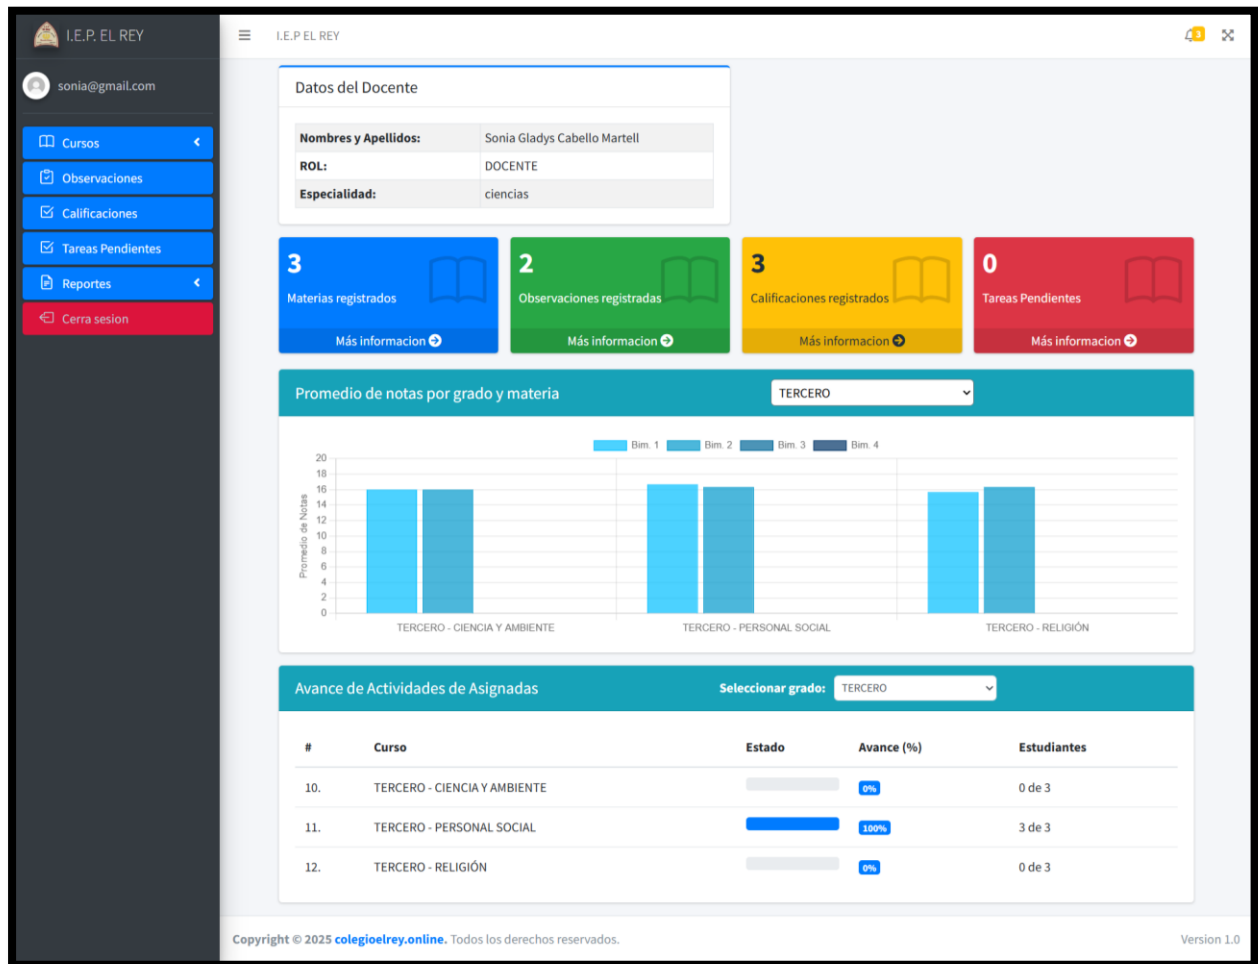 I.E.P. EL REY
I.E.P EL REY
3
sonia@gmail.com
Cursos
Observaciones
Calificaciones
Tareas Pendientes
Reportes
Cerra sesion
Datos del Docente
Nombres y Apellidos: Sonia Gladys Cabello Martell
ROL: DOCENTE
Especialidad: ciencias
3
Materias registrados
Más informacion
2
Observaciones registradas
Más informacion
3
Calificaciones registrados
Más informacion
0
Tareas Pendientes
Más informacion
Promedio de notas por grado y materia TERCERO
Bim. 1 Bim. 2 Bim. 3 Bim. 4
Promedio de Notas
20
18
16
14
12
10
8
6
4
2
0
TERCERO - CIENCIA Y AMBIENTE TERCERO - PERSONAL SOCIAL TERCERO - RELIGIÓN
Avance de Actividades de Asignadas Seleccionar grado: TERCERO
# Curso Estado Avance (%) Estudiantes
10. TERCERO - CIENCIA Y AMBIENTE 0% 0 de 3
11. TERCERO - PERSONAL SOCIAL 100% 3 de 3
12. TERCERO - RELIGIÓN 0% 0 de 3
Copyright © 2025 colegioelrey.online. Todos los derechos reservados. Version 1.0